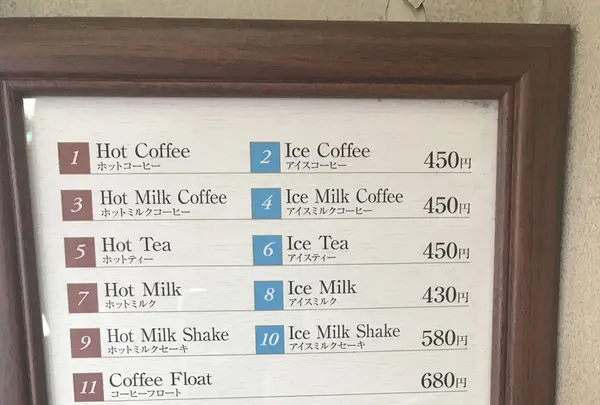 1 Hot Coffee 2 Ice Coffee 450円
ホットコーヒー アイスコーヒー
3 Hot Milk Coffee 4 Ice Milk Coffee 450円
ホットミルクコーヒー アイスミルクコーヒー
5 Hot Tea 6 Ice Tea 450円
ホットティー アイスティー
7 Hot Milk 8 Ice Milk 430円
ホットミルク アイスミルク
9 Hot Milk Shake 10 Ice Milk Shake 580円
ホットミルクセーキ アイスミルクセーキ
11 Coffee Float 680円
コーヒーフロート